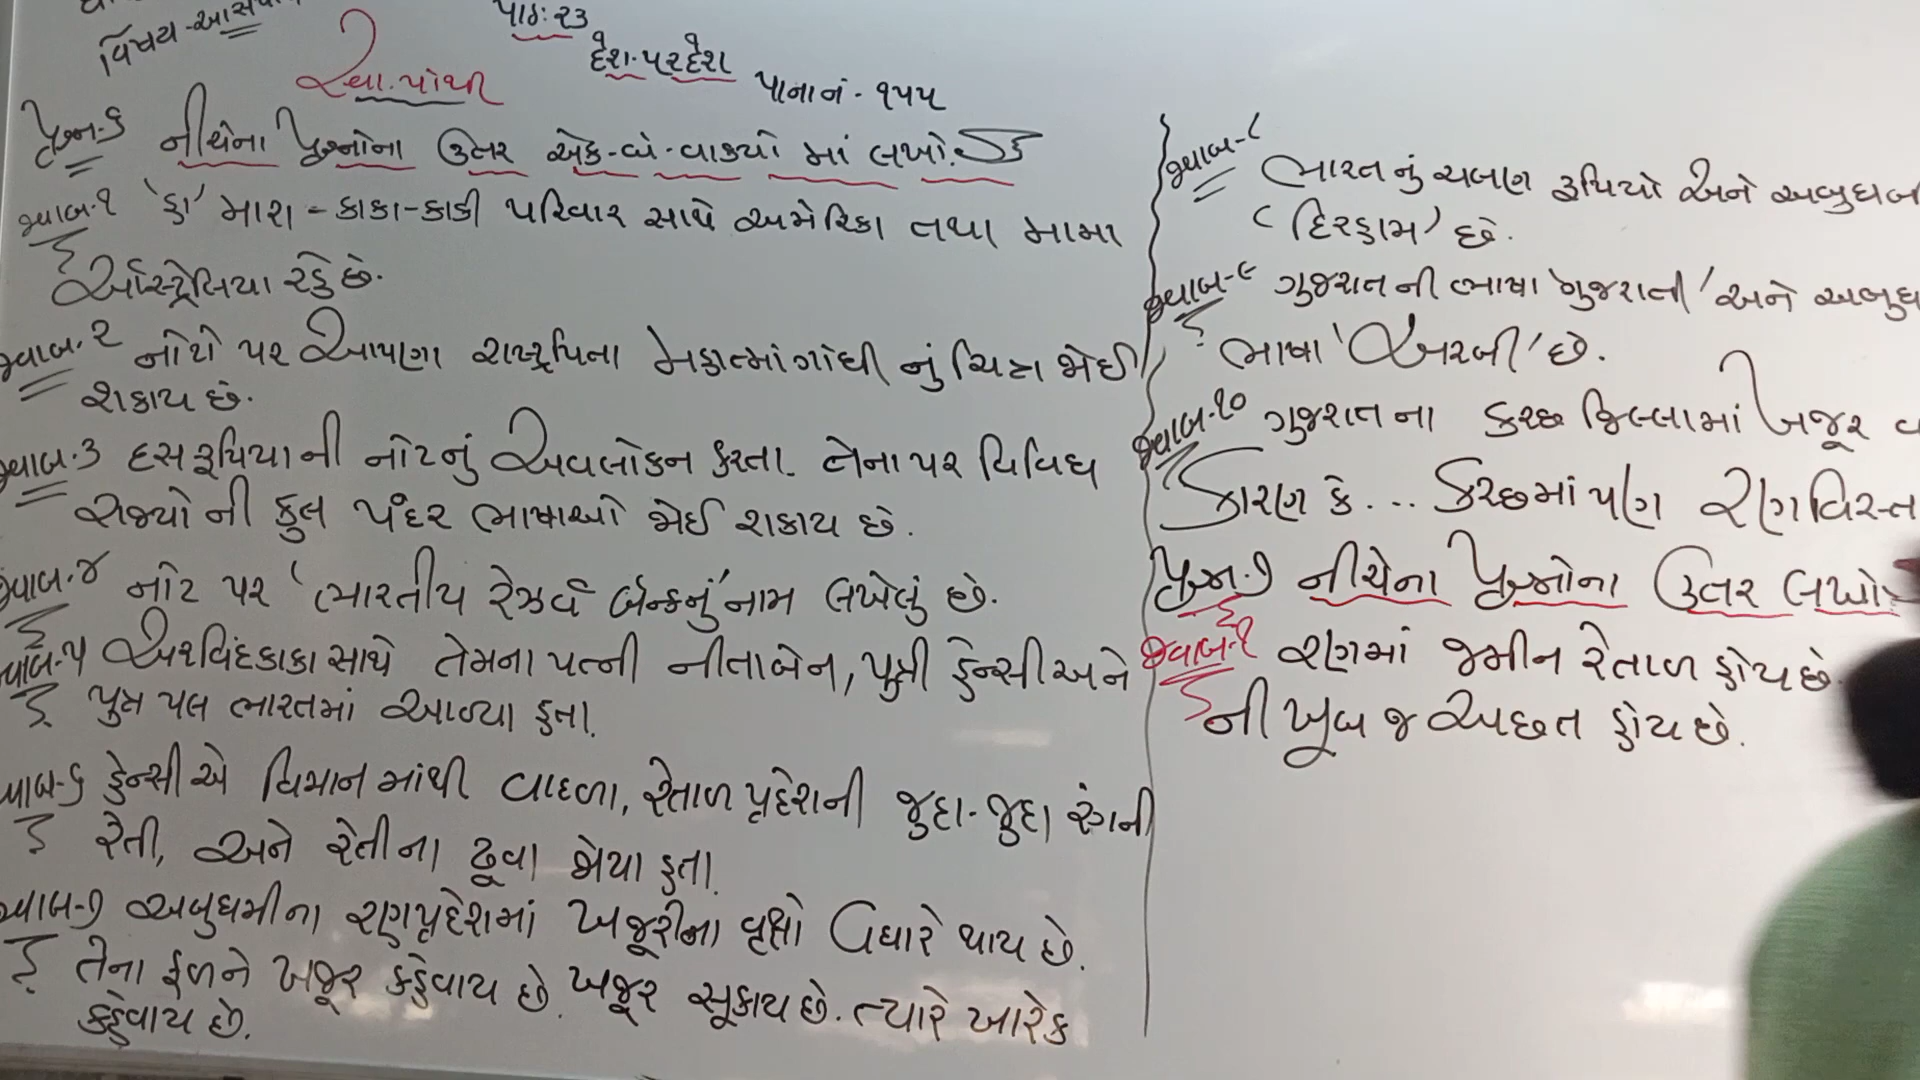 વિષય-આસપાસ
પાઠ: ૨૩
દેશ-પરદેશ
સ્વા.પોથી
પાના નં - ૧૫૫
પ્રશ્ન-૬ નીચેના પ્રશ્નોના ઉત્તર એક-બે-વાક્યો માં લખો.
જવાબ-૧ 'હા' મારા - કાકા-કાકી પરિવાર સાથે અમેરિકા તથા મામા
ઓસ્ટ્રેલિયા રહે છે.
જવાબ-૨ નોટો પર આપણા રાષ્ટ્રપિતા મહાત્માગાંધી નું ચિત્ર જોઈ
શકાય છે.
જવાબ-૩ દસ રૂપિયા ની નોટનું અવલોકન કરતા. તેના પર વિવિધ
રાજ્યો ની કુલ પંદર ભાષાઓ જોઈ શકાય છે.
જવાબ-૪ નોટ પર 'ભારતીય રેઝર્વ બેન્કનું' નામ લખેલું છે.
જવાબ-૫ અરવિંદકાકા સાથે તેમના પત્ની નીતાબેન, પુત્રી હેન્સી અને
પુત્ર પલ ભારતમાં આવ્યા હતા.
જવાબ-૬ હેન્સી એ વિમાન માંથી વાદળા, રેતાળ પ્રદેશની જુદા-જુદા રંગની
રેતી, અને રેતીના ઢૂવા જોયા હતા.
જવાબ-૭ અબુધાબીના રણપ્રદેશમાં ખજૂરીના વૃક્ષો વધારે થાય છે.
તેના ફળને ખજૂર કહેવાય છે. ખજૂર સૂકાય છે. ત્યારે ખારેક
કહેવાય છે.
જવાબ-૮ ભારત નું ચલણ રૂપિયો અને
(દિરહામ) છે.
જવાબ-૯ ગુજરાત ની ભાષા 'ગુજરાતી' અને
ભાષા 'અરબી' છે.
જવાબ-૧૦ ગુજરાત ના કચ્છ જિલ્લામાં ખજૂર
કારણ કે... કચ્છમાં પણ
પ્રશ્ન-૭ નીચેના પ્રશ્નોના ઉત્તર લખો
જવાબ-૧ રણમાં જમીન રેતાળ હોય છે.
ની ખૂબ જ અછત હોય છે.